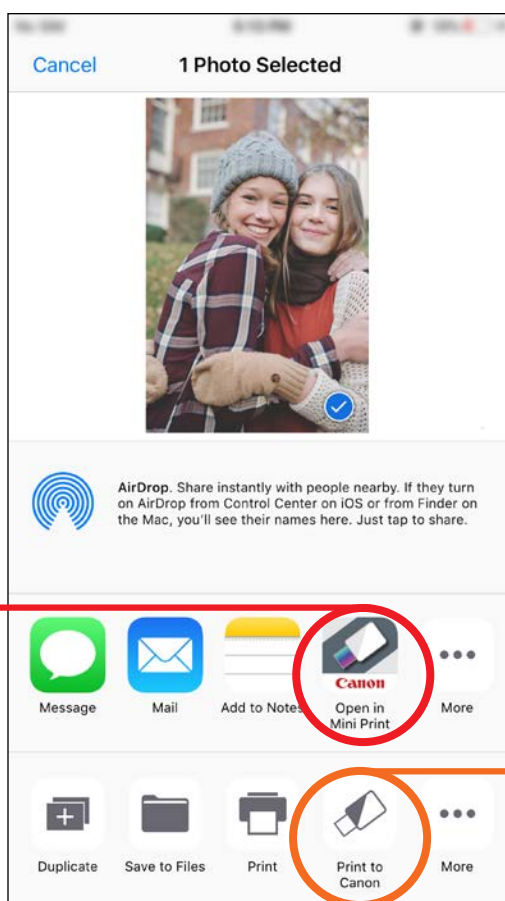 Cancel 1 Photo Selected
AirDrop. Share instantly with people nearby. If they turn
on AirDrop from Control Center on iOS or from Finder on
the Mac, you'll see their names here. Just tap to share.
Canon
Message Mail Add to Notes Open in Mini Print More
Duplicate Save to Files Print Print to Canon More